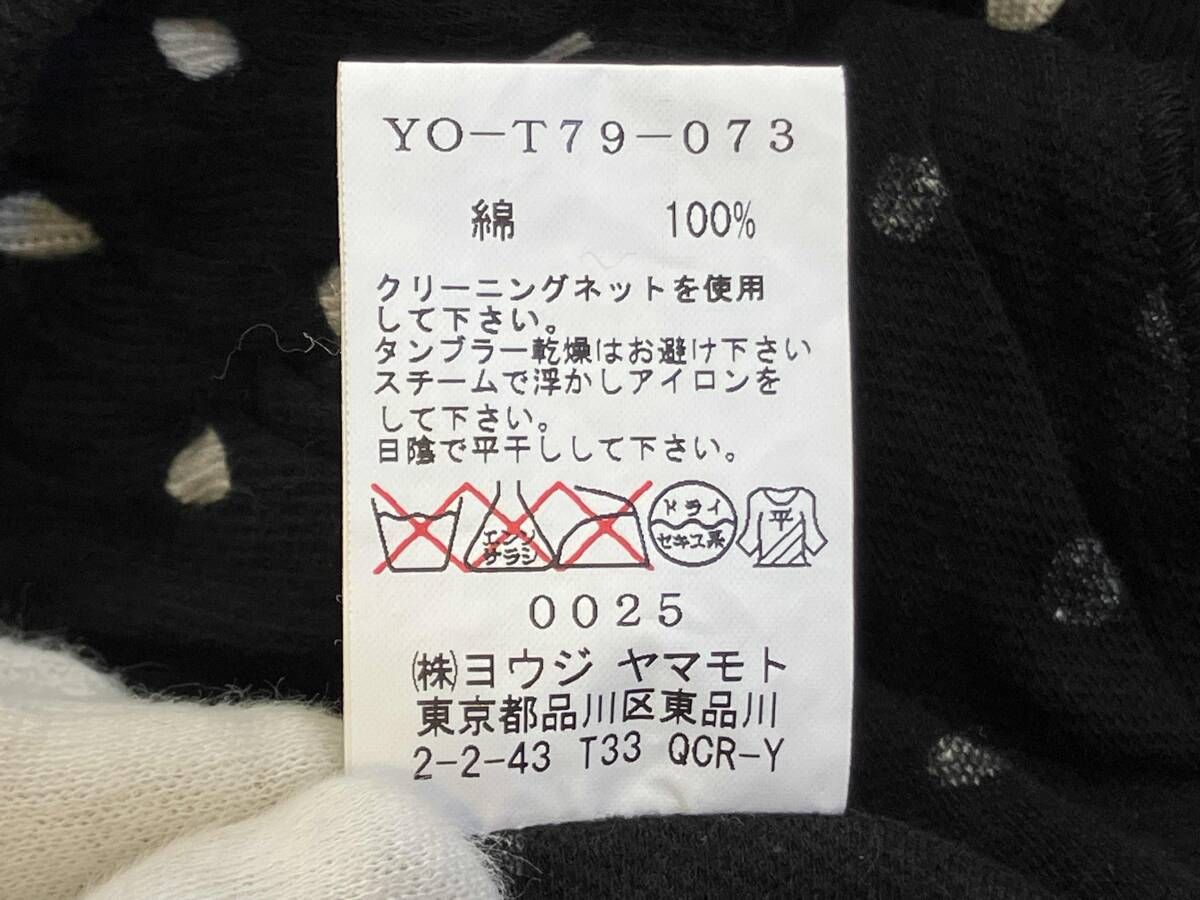 YO-T79-073
綿 100%
クリーニングネットを使用
して下さい。
タンブラー乾燥はお避け下さい
スチームで浮かしアイロンを
して下さい。
日陰で平干しして下さい。
エンソ
サラシ
ドライ
セキユ系
平
0025
㈱ヨウジ ヤマモト
東京都品川区東品川
2-2-43 T33 QCR-Y